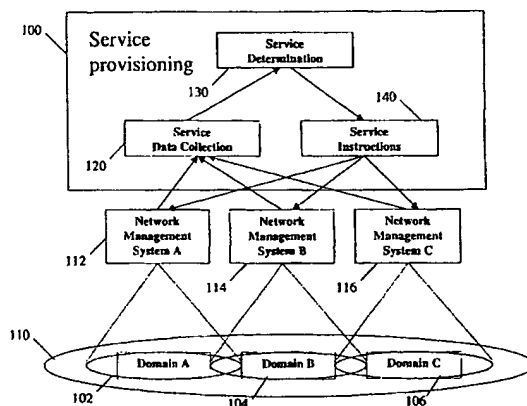 100
Service
provisioning
Service
Determination
130
140
Service
Data Collection
Service
Instructions
120
Network
Management
System A
Network
Management
System B
Network
Management
System C
112
114
116
110
Domain A
Domain B
Domain C
102
104
106